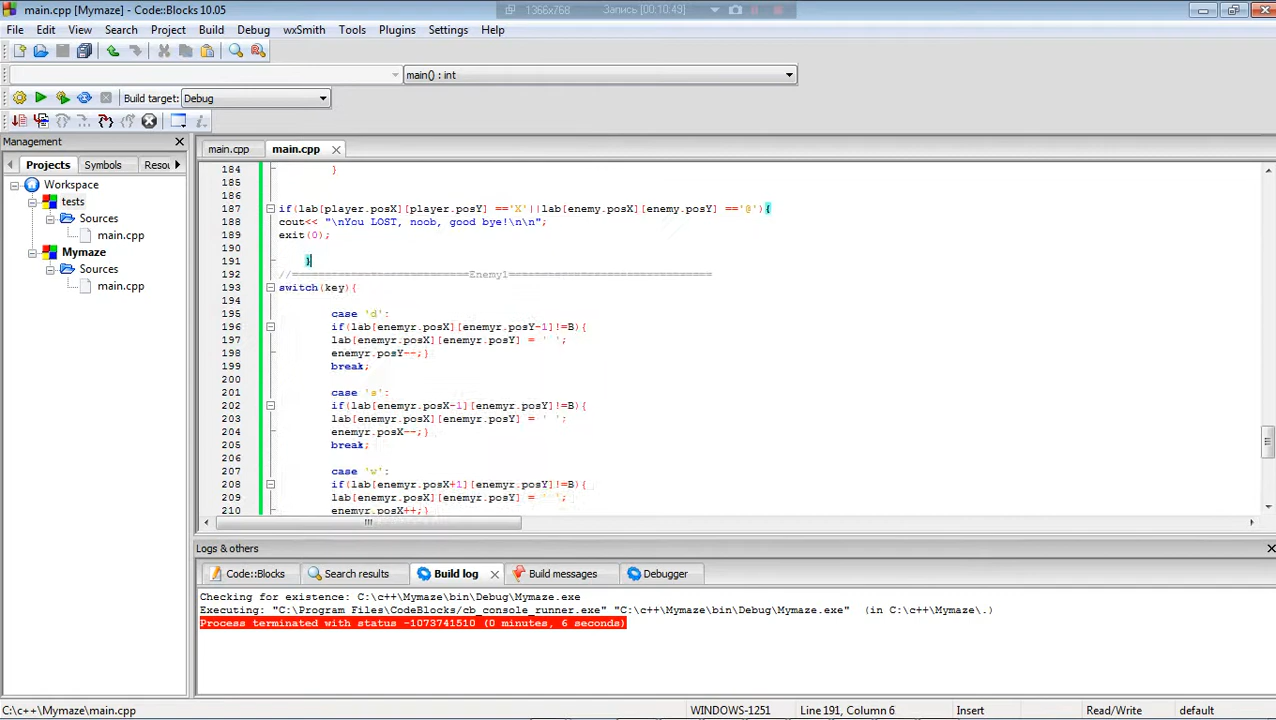 main.cpp [Mymaze] - Code::Blocks 10.05
1366x768
Запись [00:10:49]
File Edit View Search Project Build Debug wxSmith Tools Plugins Settings Help
main() : int
Build target: Debug
Management
Projects Symbols Resou
Workspace
tests
Sources
main.cpp
Mymaze
Sources
main.cpp
main.cpp main.cpp
184 }
185
186
187 if(lab[player.posX][player.posY] =='X'||lab[enemy.posX][enemy.posY] =='@'){
188 cout<< "\nYou LOST, noob, good bye!\n\n";
189 exit(0);
190
191 }
192 //===========================Enemy1===============================
193 switch(key){
194
195 case 'd':
196 if(lab[enemyr.posX][enemyr.posY-1]!=B){
197 lab[enemyr.posX][enemyr.posY] = ' ';
198 enemyr.posY--;}
199 break;
200
201 case 's':
202 if(lab[enemyr.posX-1][enemyr.posY]!=B){
203 lab[enemyr.posX][enemyr.posY] = ' ';
204 enemyr.posX--;}
205 break;
206
207 case 'w':
208 if(lab[enemyr.posX+1][enemyr.posY]!=B){
209 lab[enemyr.posX][enemyr.posY] = ' ';
210 enemyr.posX++;}
Logs & others
Code::Blocks Search results Build log Build messages Debugger
Checking for existence: C:\c++\Mymaze\bin\Debug\Mymaze.exe
Executing: "C:\Program Files\CodeBlocks/cb_console_runner.exe" "C:\c++\Mymaze\bin\Debug\Mymaze.exe" (in C:\c++\Mymaze\.)
Process terminated with status -1073741510 (0 minutes, 6 seconds)
C:\c++\Mymaze\main.cpp WINDOWS-1251 Line 191, Column 6 Insert Read/Write default